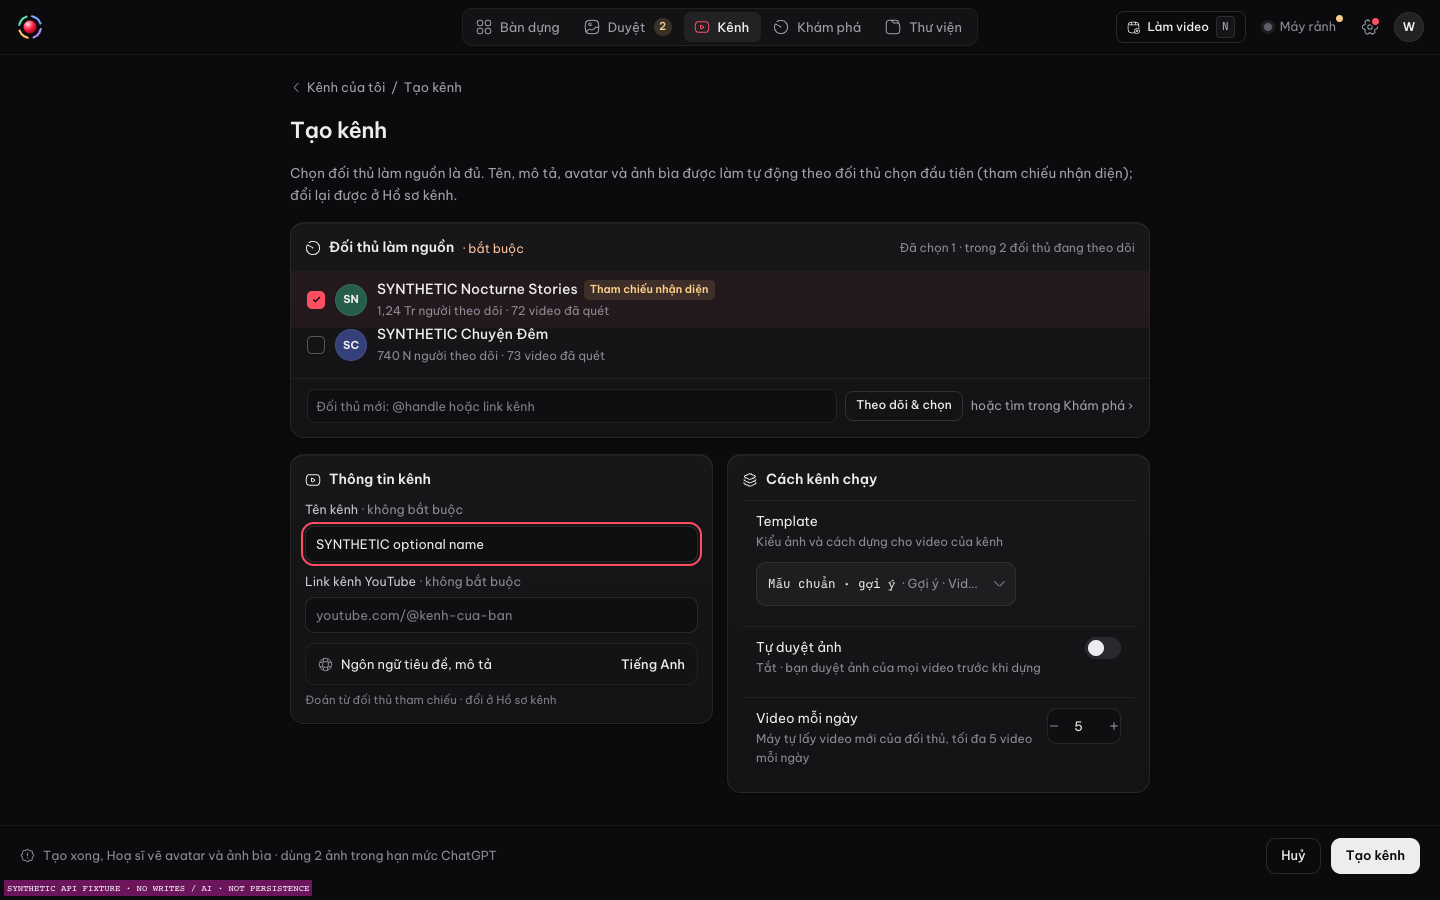 Bàn dựng
Duyệt 2
Kênh
Khám phá
Thư viện
Làm video N
Máy rảnh
W
Kênh của tôi / Tạo kênh
Tạo kênh
Chọn đối thủ làm nguồn là đủ. Tên, mô tả, avatar và ảnh bìa được làm tự động theo đối thủ chọn đầu tiên (tham chiếu nhận diện);
đổi lại được ở Hồ sơ kênh.
Đối thủ làm nguồn · bắt buộc
Đã chọn 1 · trong 2 đối thủ đang theo dõi
SN
SYNTHETIC Nocturne Stories Tham chiếu nhận diện
1,24 Tr người theo dõi · 72 video đã quét
SC
SYNTHETIC Chuyện Đêm
740 N người theo dõi · 73 video đã quét
Đối thủ mới: @handle hoặc link kênh
Theo dõi & chọn
hoặc tìm trong Khám phá ›
Thông tin kênh
Tên kênh · không bắt buộc
SYNTHETIC optional name
Link kênh YouTube · không bắt buộc
youtube.com/@kenh-cua-ban
Ngôn ngữ tiêu đề, mô tả Tiếng Anh
Đoán từ đối thủ tham chiếu · đổi ở Hồ sơ kênh
Cách kênh chạy
Template
Kiểu ảnh và cách dựng cho video của kênh
Mẫu chuẩn · gợi ý · Gợi ý · Vid...
Tự duyệt ảnh
Tắt · bạn duyệt ảnh của mọi video trước khi dựng
Video mỗi ngày
Máy tự lấy video mới của đối thủ, tối đa 5 video
mỗi ngày
− 5 +
Tạo xong, Hoạ sĩ vẽ avatar và ảnh bìa · dùng 2 ảnh trong hạn mức ChatGPT
Huỷ
Tạo kênh
SYNTHETIC API FIXTURE · NO WRITES / AI · NOT PERSISTENCE